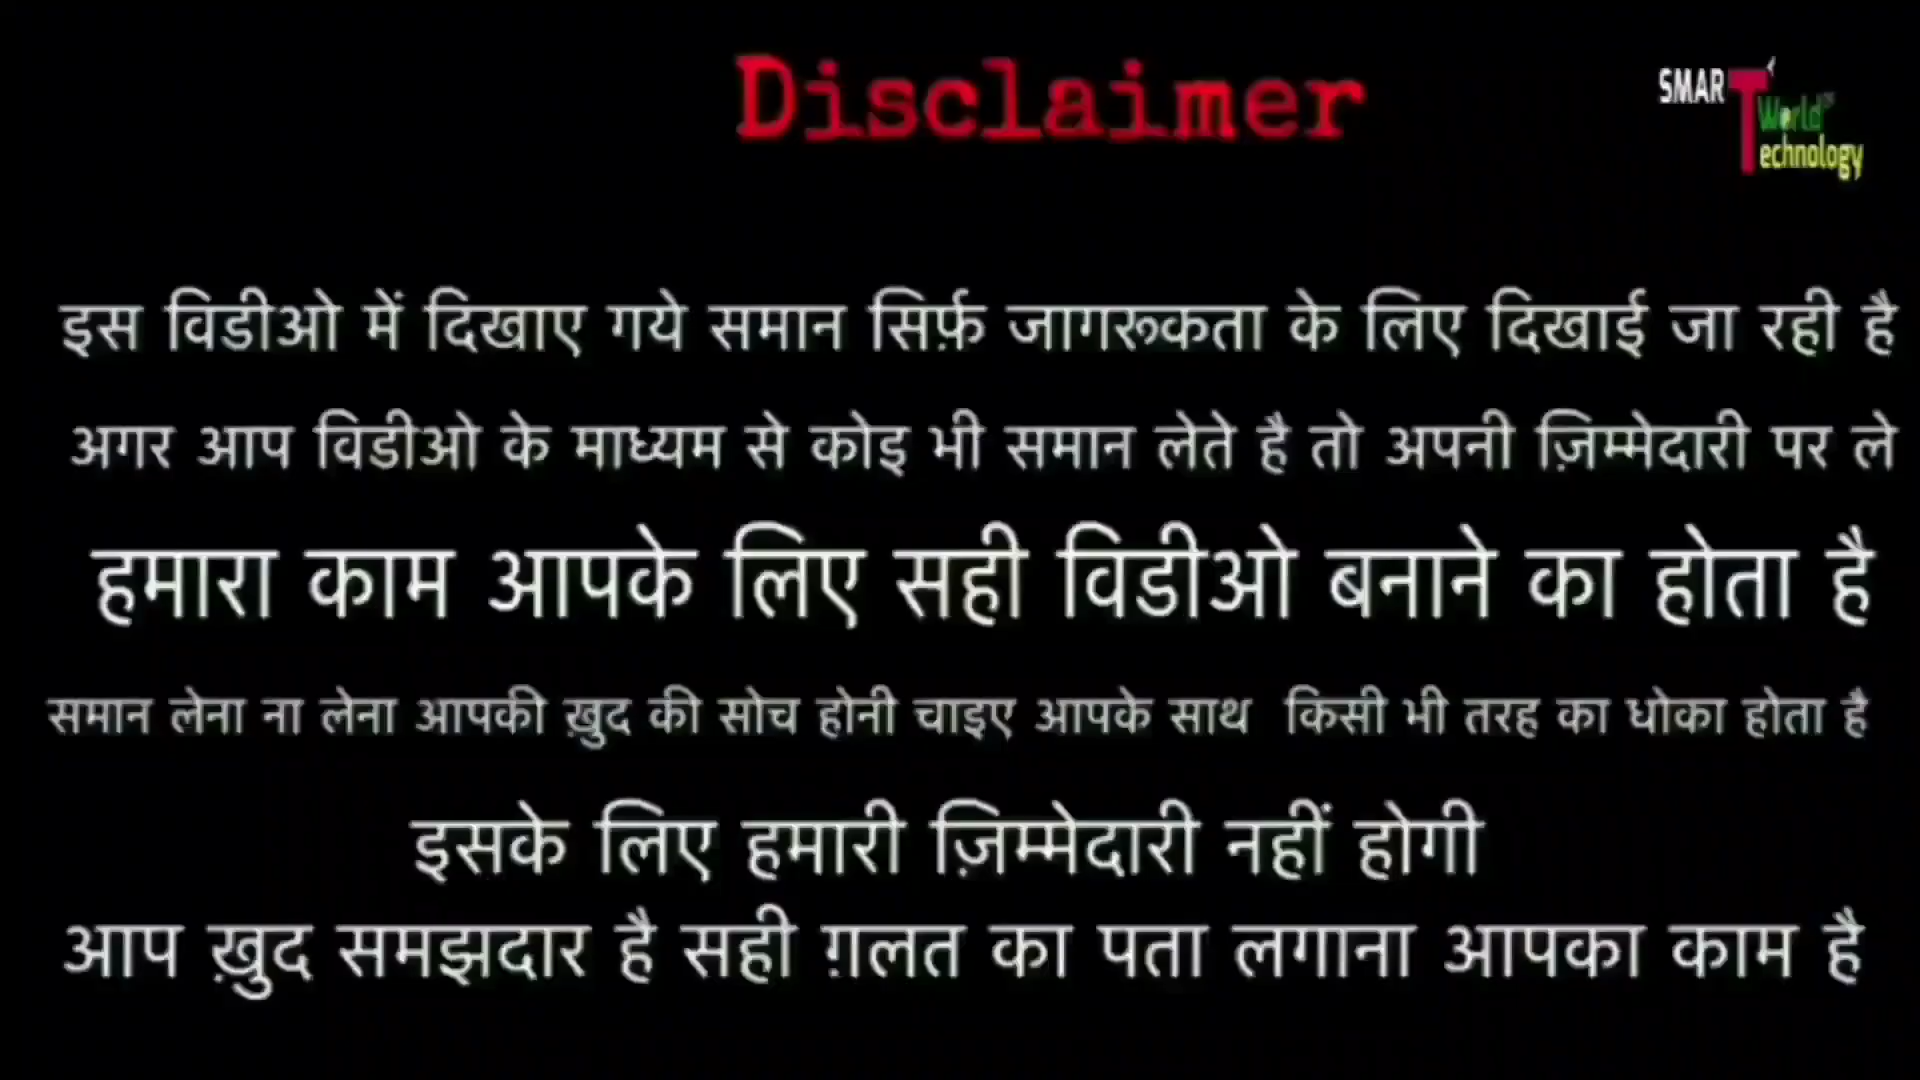 Disclaimer
SMART World Technology
इस विडीओ में दिखाए गये समान सिर्फ़ जागरूकता के लिए दिखाई जा रही है
अगर आप विडीओ के माध्यम से कोइ भी समान लेते है तो अपनी ज़िम्मेदारी पर ले
हमारा काम आपके लिए सही विडीओ बनाने का होता है
समान लेना ना लेना आपकी ख़ुद की सोच होनी चाइए आपके साथ किसी भी तरह का धोका होता है
इसके लिए हमारी ज़िम्मेदारी नहीं होगी
आप ख़ुद समझदार है सही ग़लत का पता लगाना आपका काम है